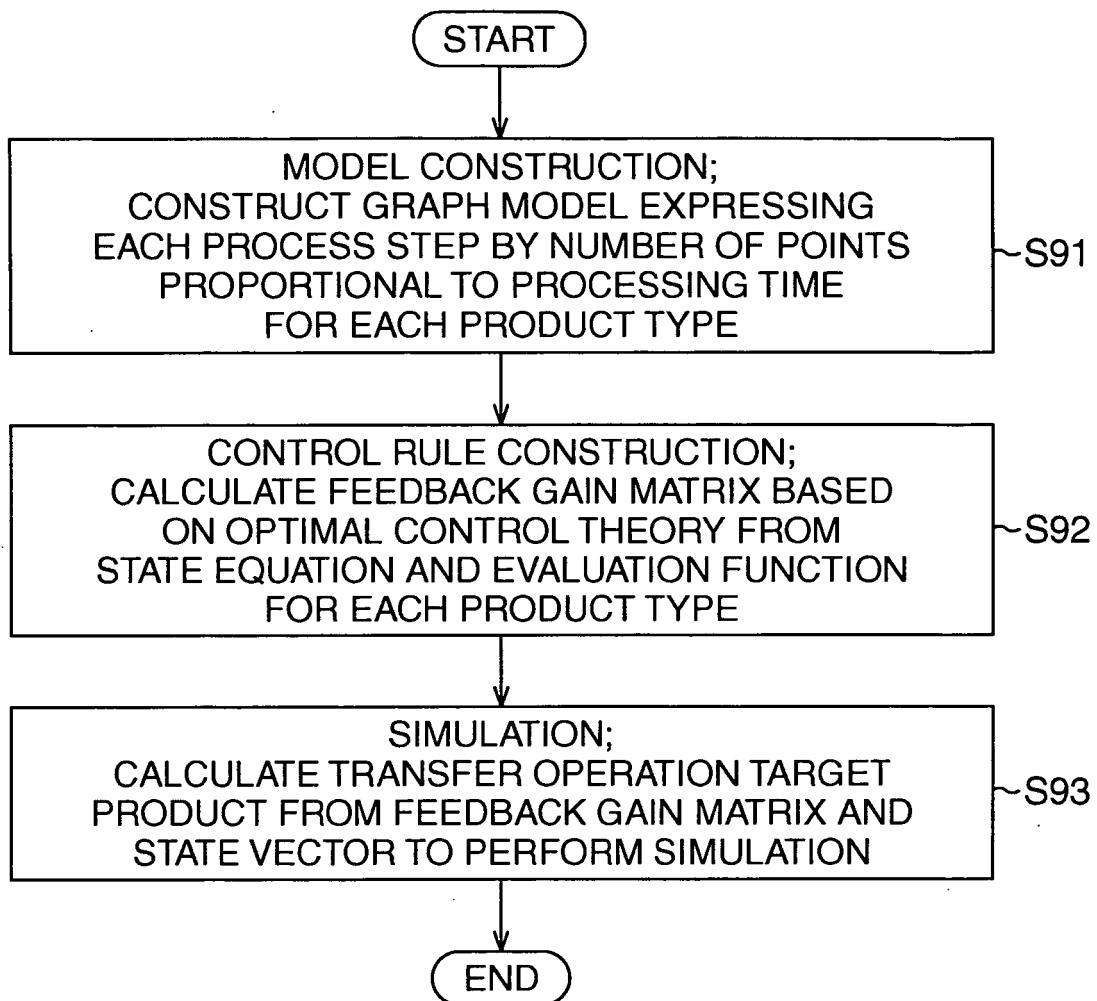 START
MODEL CONSTRUCTION;
CONSTRUCT GRAPH MODEL EXPRESSING
EACH PROCESS STEP BY NUMBER OF POINTS
PROPORTIONAL TO PROCESSING TIME
FOR EACH PRODUCT TYPE
~S91
CONTROL RULE CONSTRUCTION;
CALCULATE FEEDBACK GAIN MATRIX BASED
ON OPTIMAL CONTROL THEORY FROM
STATE EQUATION AND EVALUATION FUNCTION
FOR EACH PRODUCT TYPE
~S92
SIMULATION;
CALCULATE TRANSFER OPERATION TARGET
PRODUCT FROM FEEDBACK GAIN MATRIX AND
STATE VECTOR TO PERFORM SIMULATION
~S93
END